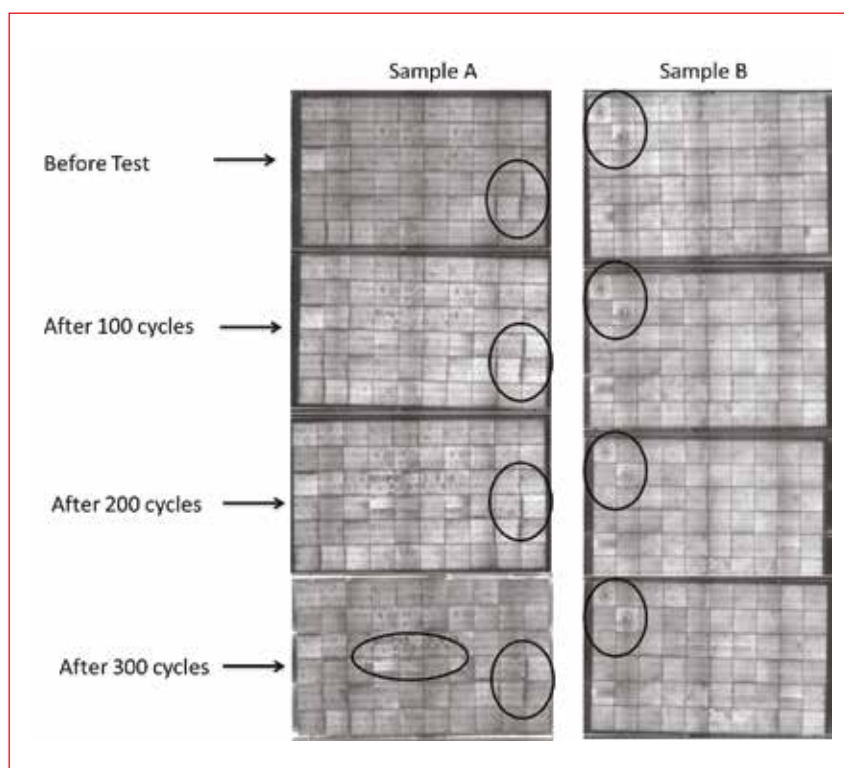 Sample A
Sample B
Before Test
After 100 cycles
After 200 cycles
After 300 cycles